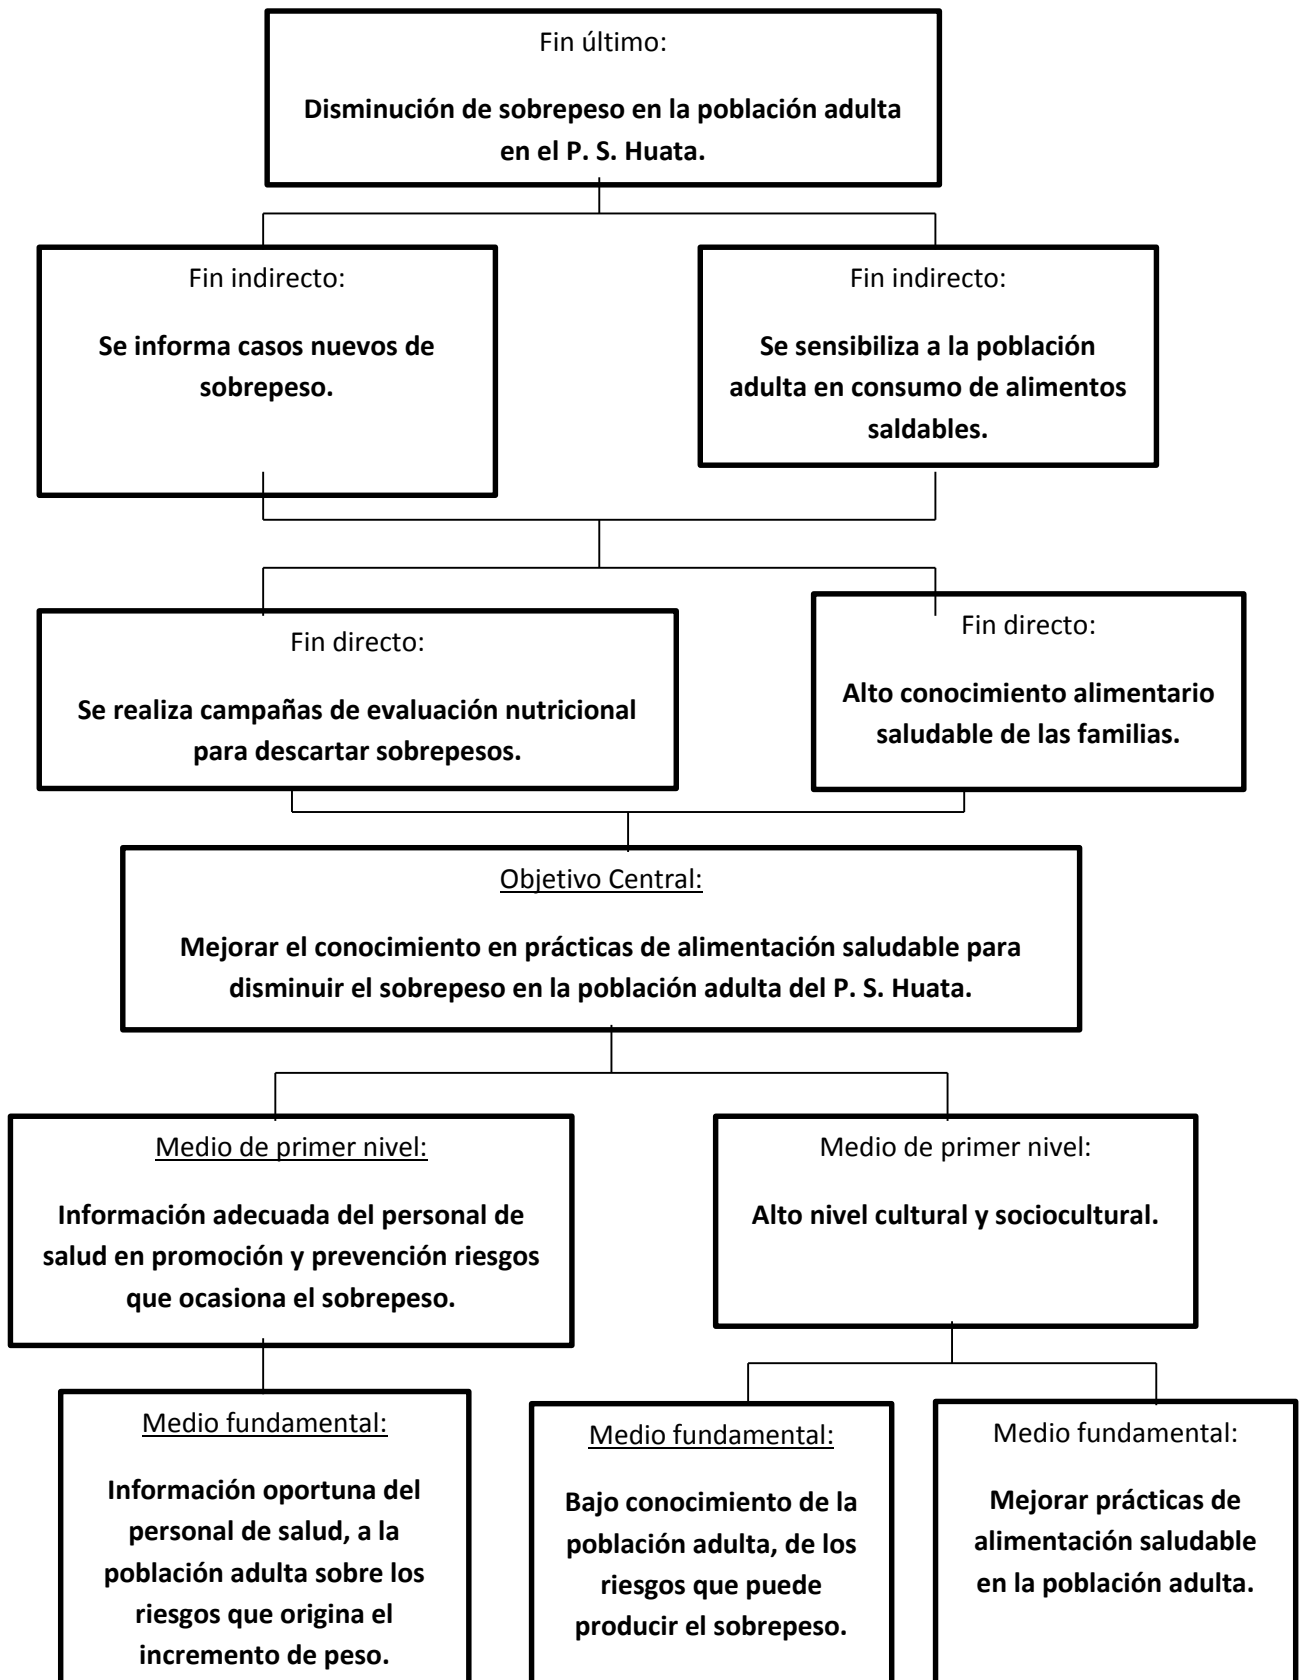 Fin último:
Disminución de sobrepeso en la población adulta
en el P. S. Huata.
Fin indirecto:
Se informa casos nuevos de
sobrepeso.
Fin indirecto:
Se sensibiliza a la población
adulta en consumo de alimentos
saldables.
Fin directo:
Se realiza campañas de evaluación nutricional
para descartar sobrepesos.
Fin directo:
Alto conocimiento alimentario
saludable de las familias.
Objetivo Central:
Mejorar el conocimiento en prácticas de alimentación saludable para
disminuir el sobrepeso en la población adulta del P. S. Huata.
Medio de primer nivel:
Información adecuada del personal de
salud en promoción y prevención riesgos
que ocasiona el sobrepeso.
Medio de primer nivel:
Alto nivel cultural y sociocultural.
Medio fundamental:
Información oportuna del
personal de salud, a la
población adulta sobre los
riesgos que origina el
incremento de peso.
Medio fundamental:
Bajo conocimiento de la
población adulta, de los
riesgos que puede
producir el sobrepeso.
Medio fundamental:
Mejorar prácticas de
alimentación saludable
en la población adulta.